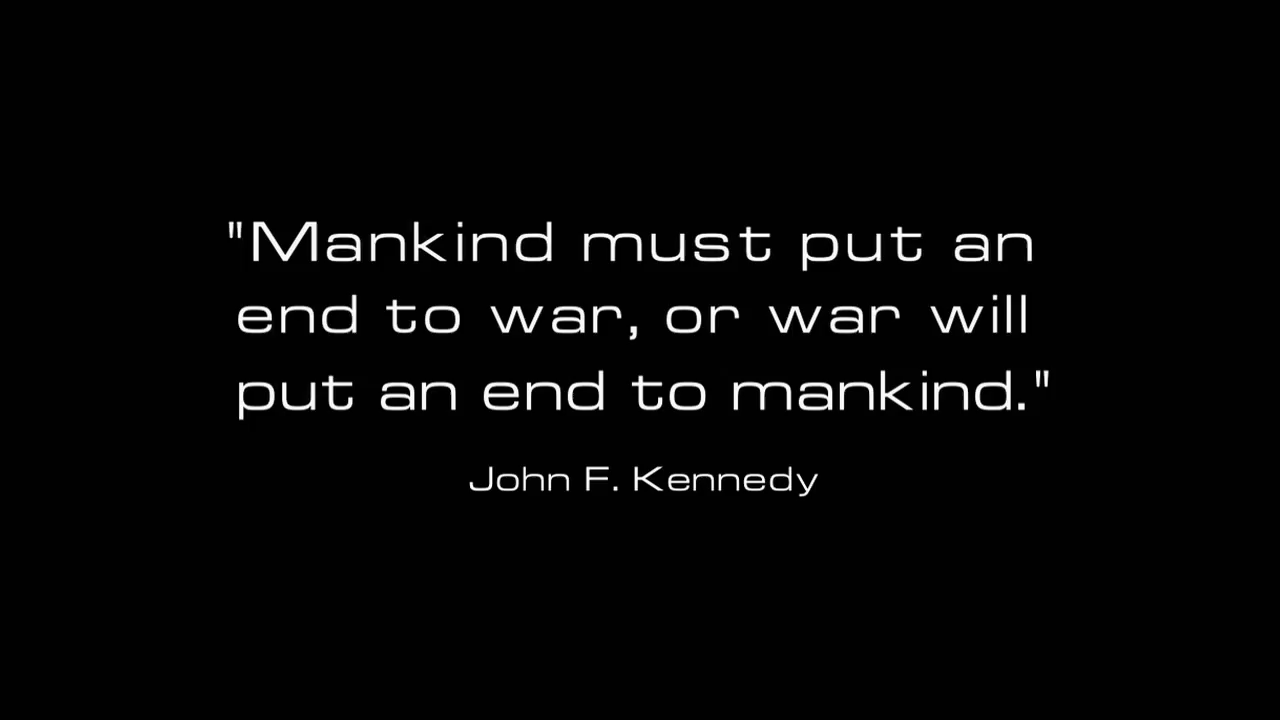 "Mankind must put an
end to war, or war will
put an end to mankind."
John F. Kennedy